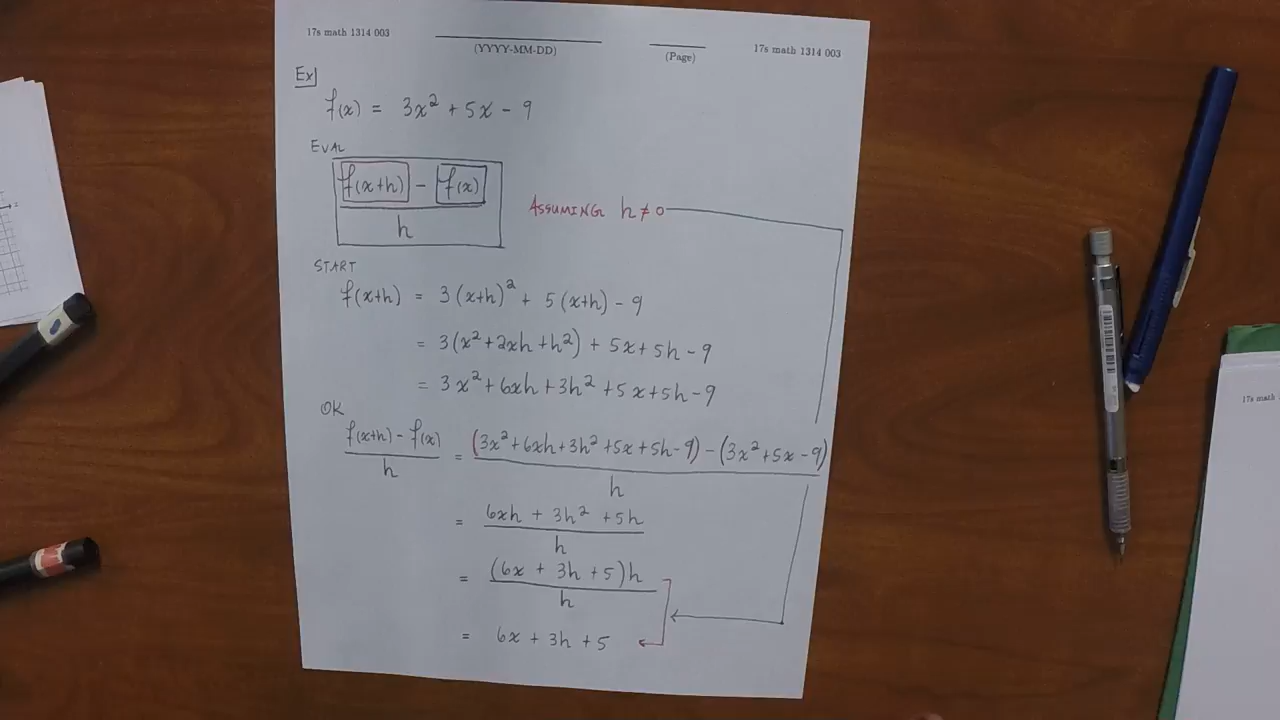 17s math 1314 003 (YYYY-MM-DD) (Page) 17s math 1314 003
Ex
f(x) = 3x² + 5x - 9
EVAL
f(x+h) - f(x)
h
ASSUMING h ≠ 0
START
f(x+h) = 3(x+h)² + 5(x+h) - 9
= 3(x² + 2xh + h²) + 5x + 5h - 9
= 3x² + 6xh + 3h² + 5x + 5h - 9
OK
f(x+h) - f(x) / h = (3x² + 6xh + 3h² + 5x + 5h - 9) - (3x² + 5x - 9) / h
= 6xh + 3h² + 5h / h
= (6x + 3h + 5)h / h
= 6x + 3h + 5
17s math